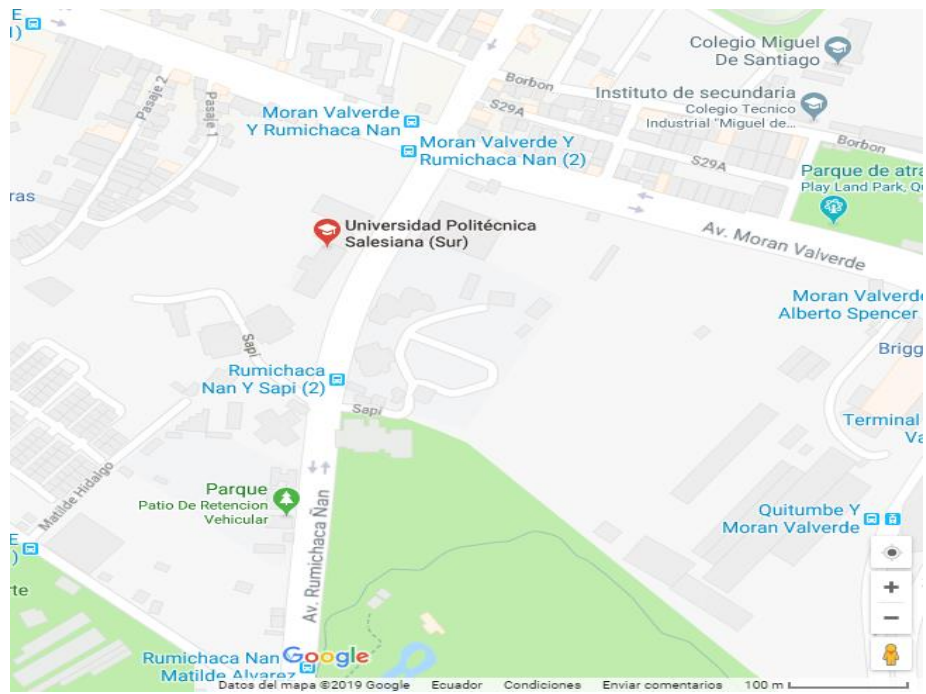 E
1)
Pasaje 2
Pasaje 1
Colegio Miguel
De Santiago
Borbon
Instituto de secundaria
Colegio Tecnico
Industrial "Miguel de...
S29A
Moran Valverde
Y Rumichaca Nan
Moran Valverde Y
Rumichaca Nan (2)
Borbon
S29A
Parque de atra
Play Land Park, Qu
ras
Universidad Politécnica
Salesiana (Sur)
Av. Moran Valverde
Moran Valverde
Alberto Spencer
Sapi
Brigg
Rumichaca
Nan Y Sapi (2)
Sapi
Terminal
Va
Matilde Hidalgo
Parque
Patio De Retencion
Vehicular
Av. Rumichaca Ñan
Quitumbe Y
Moran Valverde
E
)
te
+
−
Rumichaca Nan
Matilde Alvarez
Google
Datos del mapa ©2019 Google Ecuador Condiciones Enviar comentarios 100 m